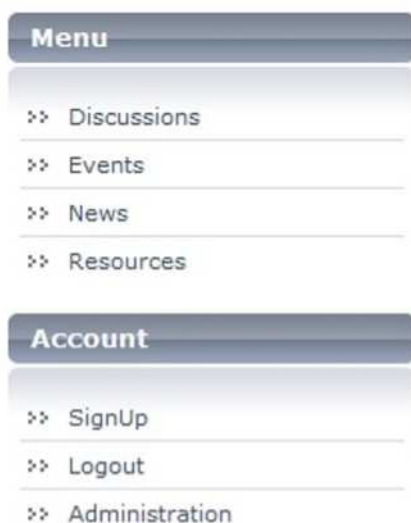 Menu
Discussions
Events
News
Resources
Account
SignUp
Logout
Administration